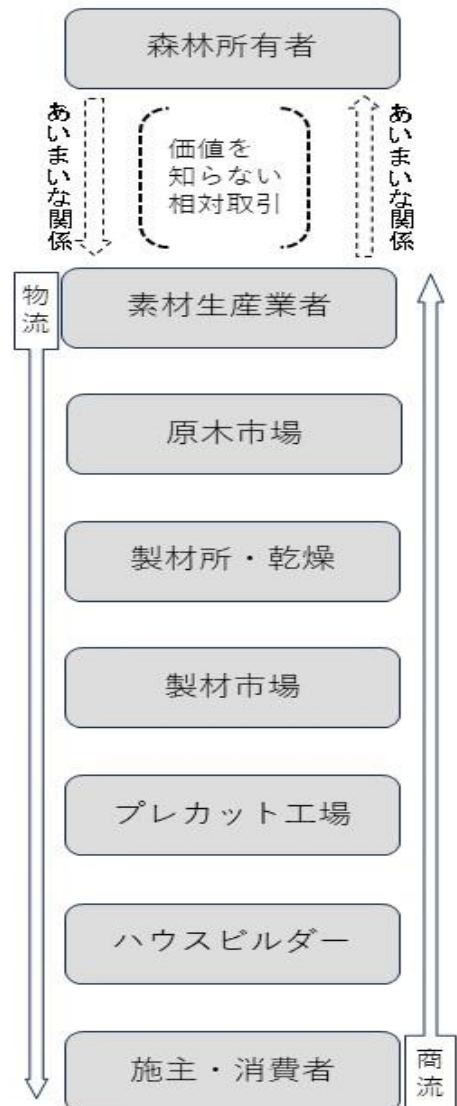 森林所有者
あいまいな関係
価値を
知らない
相対取引
あいまいな関係
物流
素材生産業者
原木市場
製材所・乾燥
製材市場
プレカット工場
ハウスビルダー
施主・消費者
商流